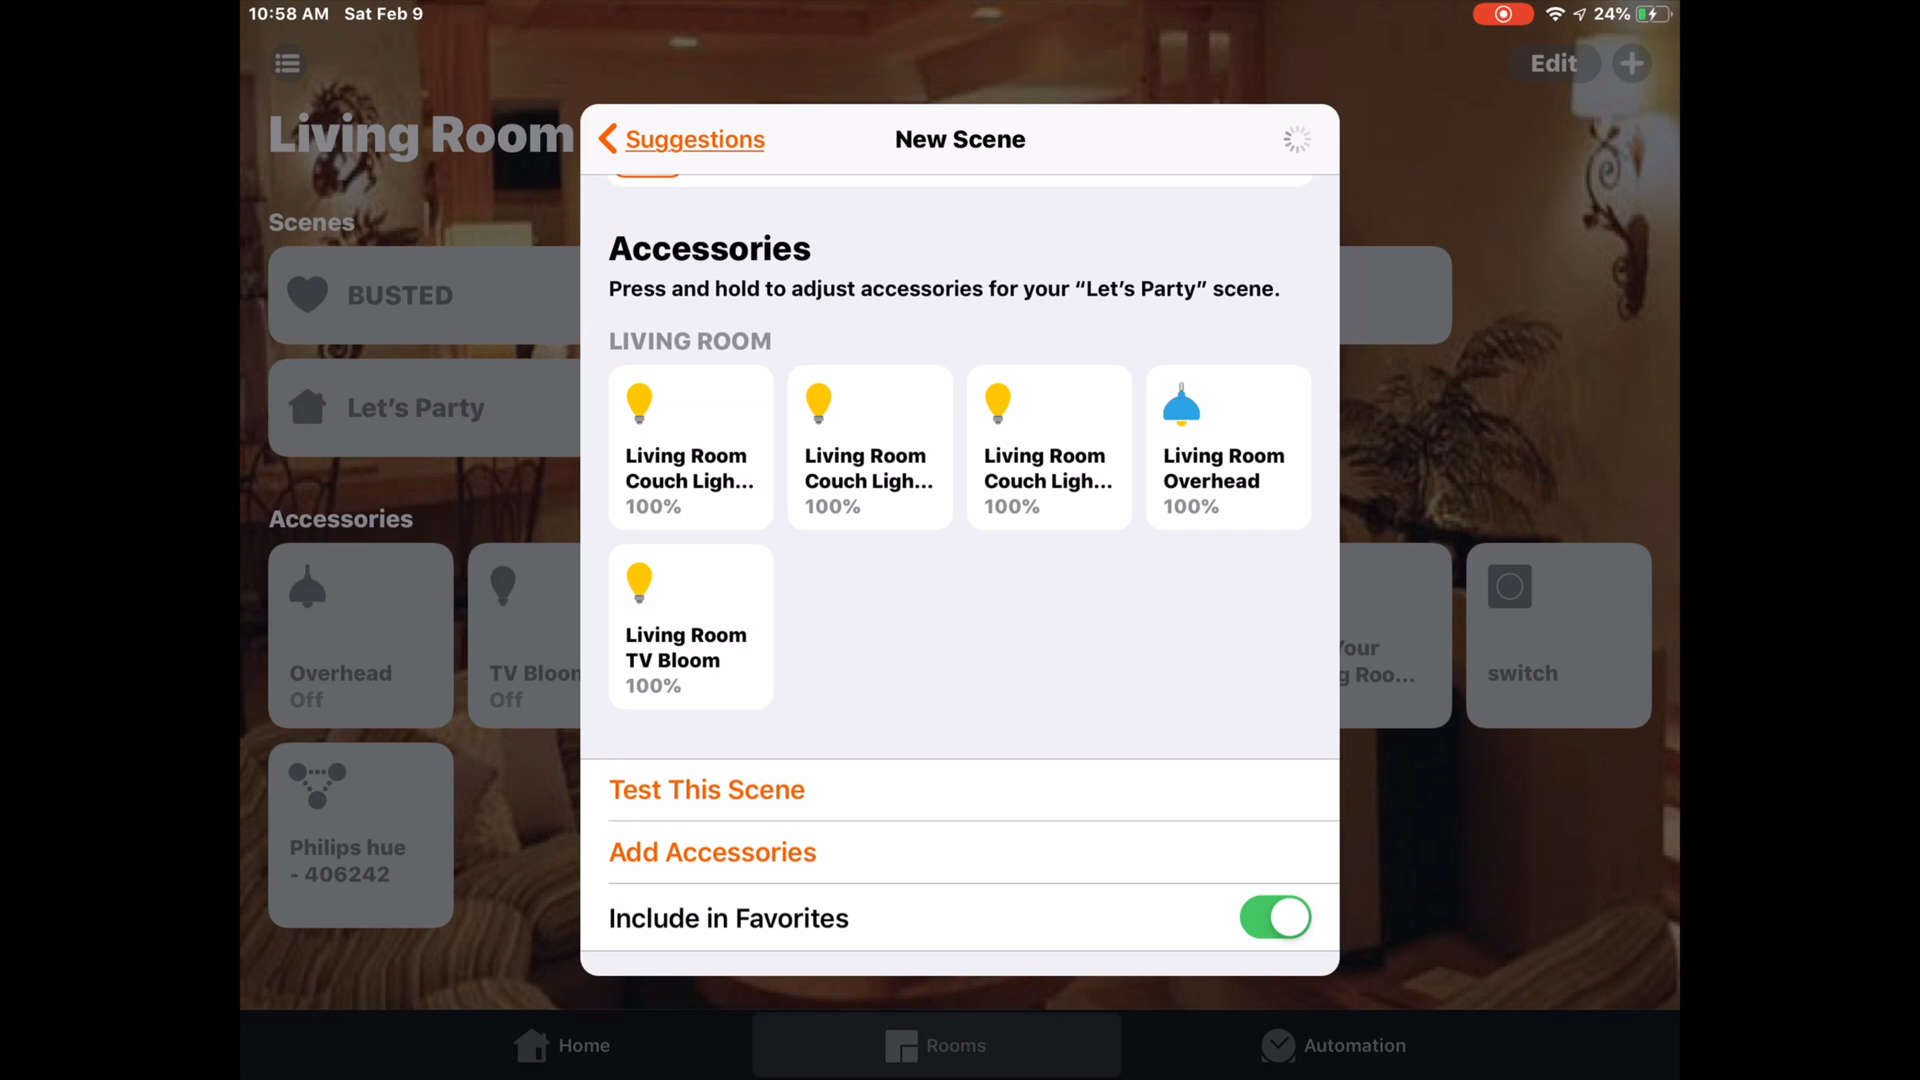 10:58 AM Sat Feb 9
24%
Edit
Living Room
Suggestions
New Scene
Scenes
BUSTED
Let's Party
Accessories
Press and hold to adjust accessories for your “Let's Party” scene.
LIVING ROOM
Living Room
Couch Ligh...
100%
Living Room
Couch Ligh...
100%
Living Room
Couch Ligh...
100%
Living Room
Overhead
100%
Living Room
TV Bloom
100%
Accessories
Overhead
Off
TV Bloom
Off
Your
g Roo...
switch
Philips hue
- 406242
Test This Scene
Add Accessories
Include in Favorites
Home
Rooms
Automation